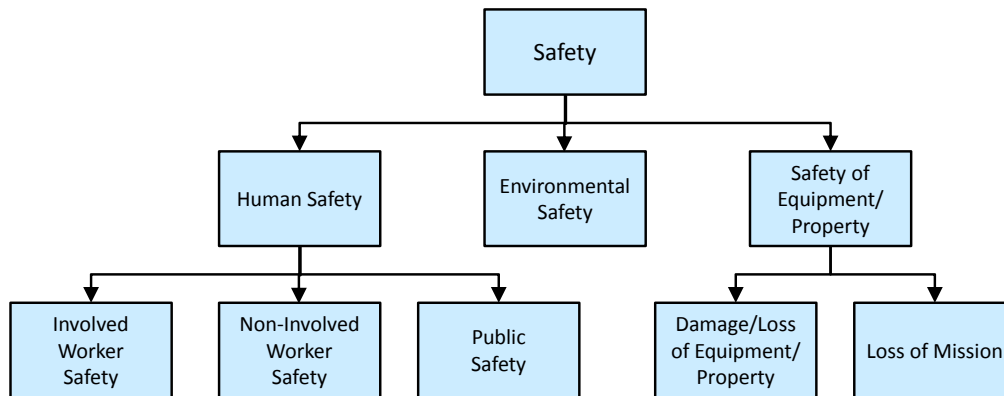 Safety
Human Safety
Environmental
Safety
Safety of
Equipment/
Property
Involved
Worker
Safety
Non-Involved
Worker
Safety
Public
Safety
Damage/Loss
of Equipment/
Property
Loss of Mission